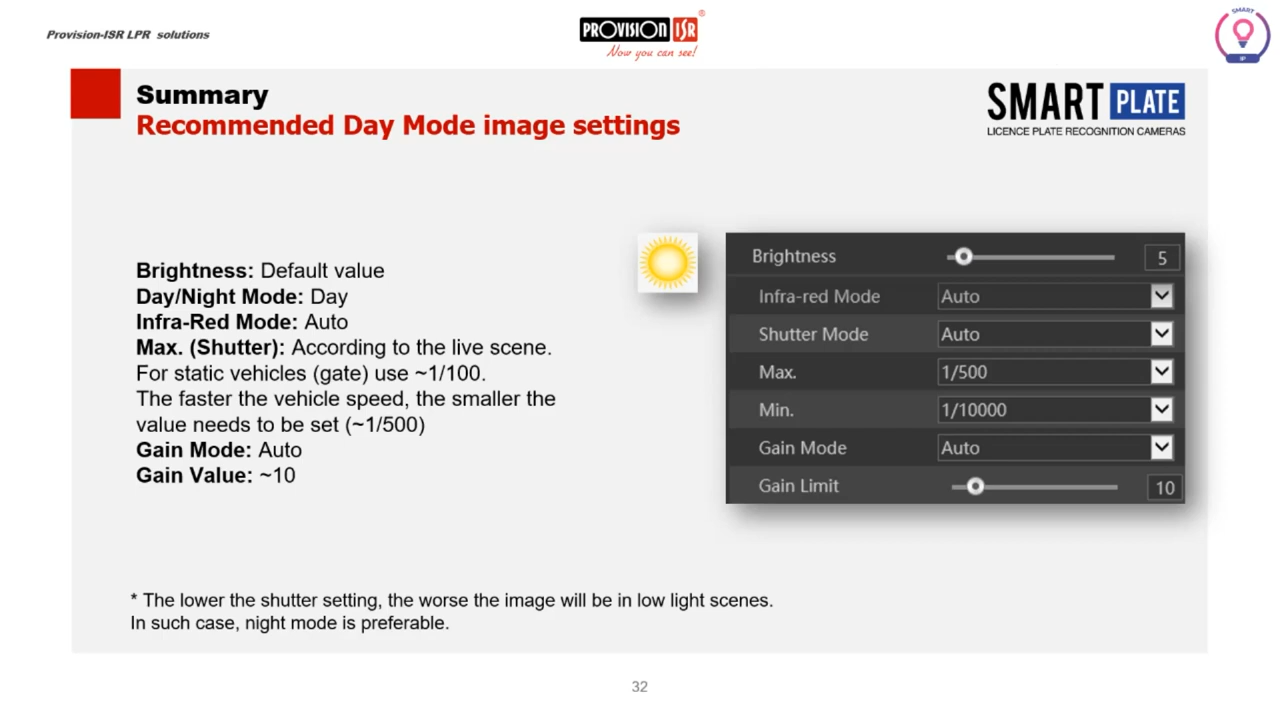 Provision-ISR LPR solutions
PROVISION ISR ®
Now you can see!
SMART
IP
Summary
Recommended Day Mode image settings
SMART PLATE
LICENCE PLATE RECOGNITION CAMERAS
Brightness: Default value
Day/Night Mode: Day
Infra-Red Mode: Auto
Max. (Shutter): According to the live scene.
For static vehicles (gate) use ~1/100.
The faster the vehicle speed, the smaller the
value needs to be set (~1/500)
Gain Mode: Auto
Gain Value: ~10
Brightness 5
Infra-red Mode Auto
Shutter Mode Auto
Max. 1/500
Min. 1/10000
Gain Mode Auto
Gain Limit 10
* The lower the shutter setting, the worse the image will be in low light scenes.
In such case, night mode is preferable.
32